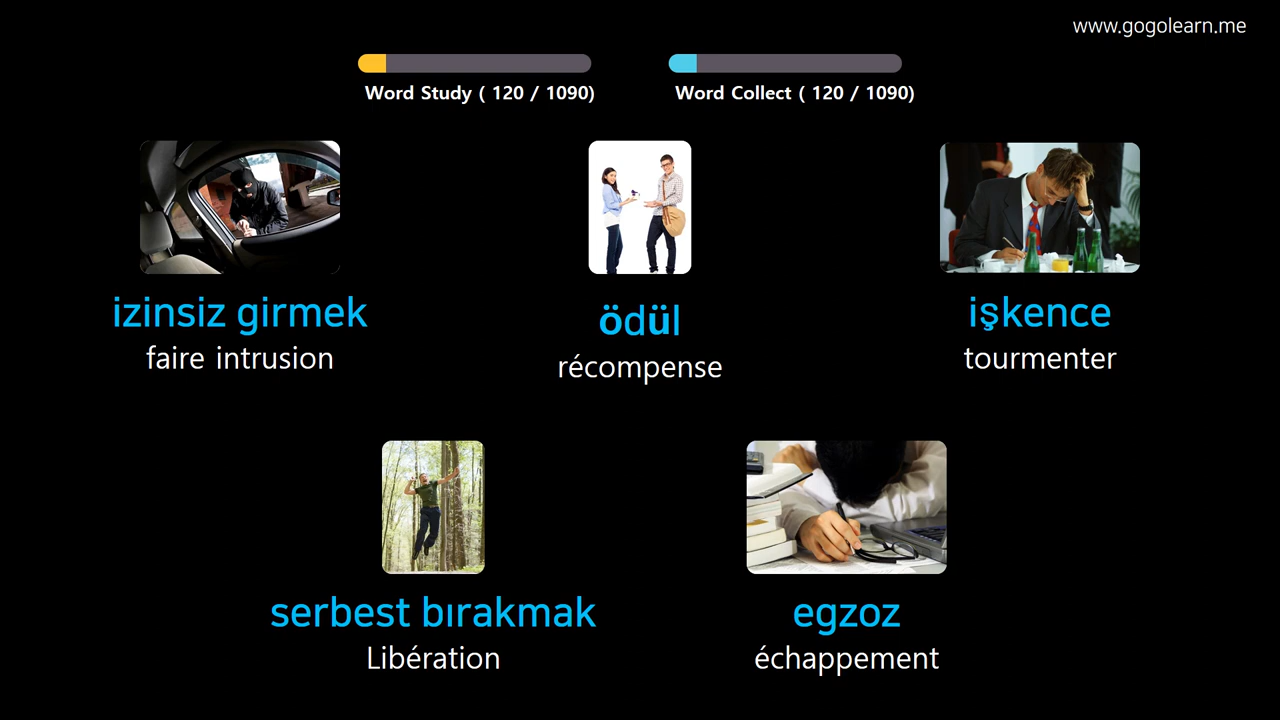 www.gogolearn.me
Word Study ( 120 / 1090)
Word Collect ( 120 / 1090)
izinsiz girmek
faire intrusion
ödül
récompense
işkence
tourmenter
serbest bırakmak
Libération
egzoz
échappement